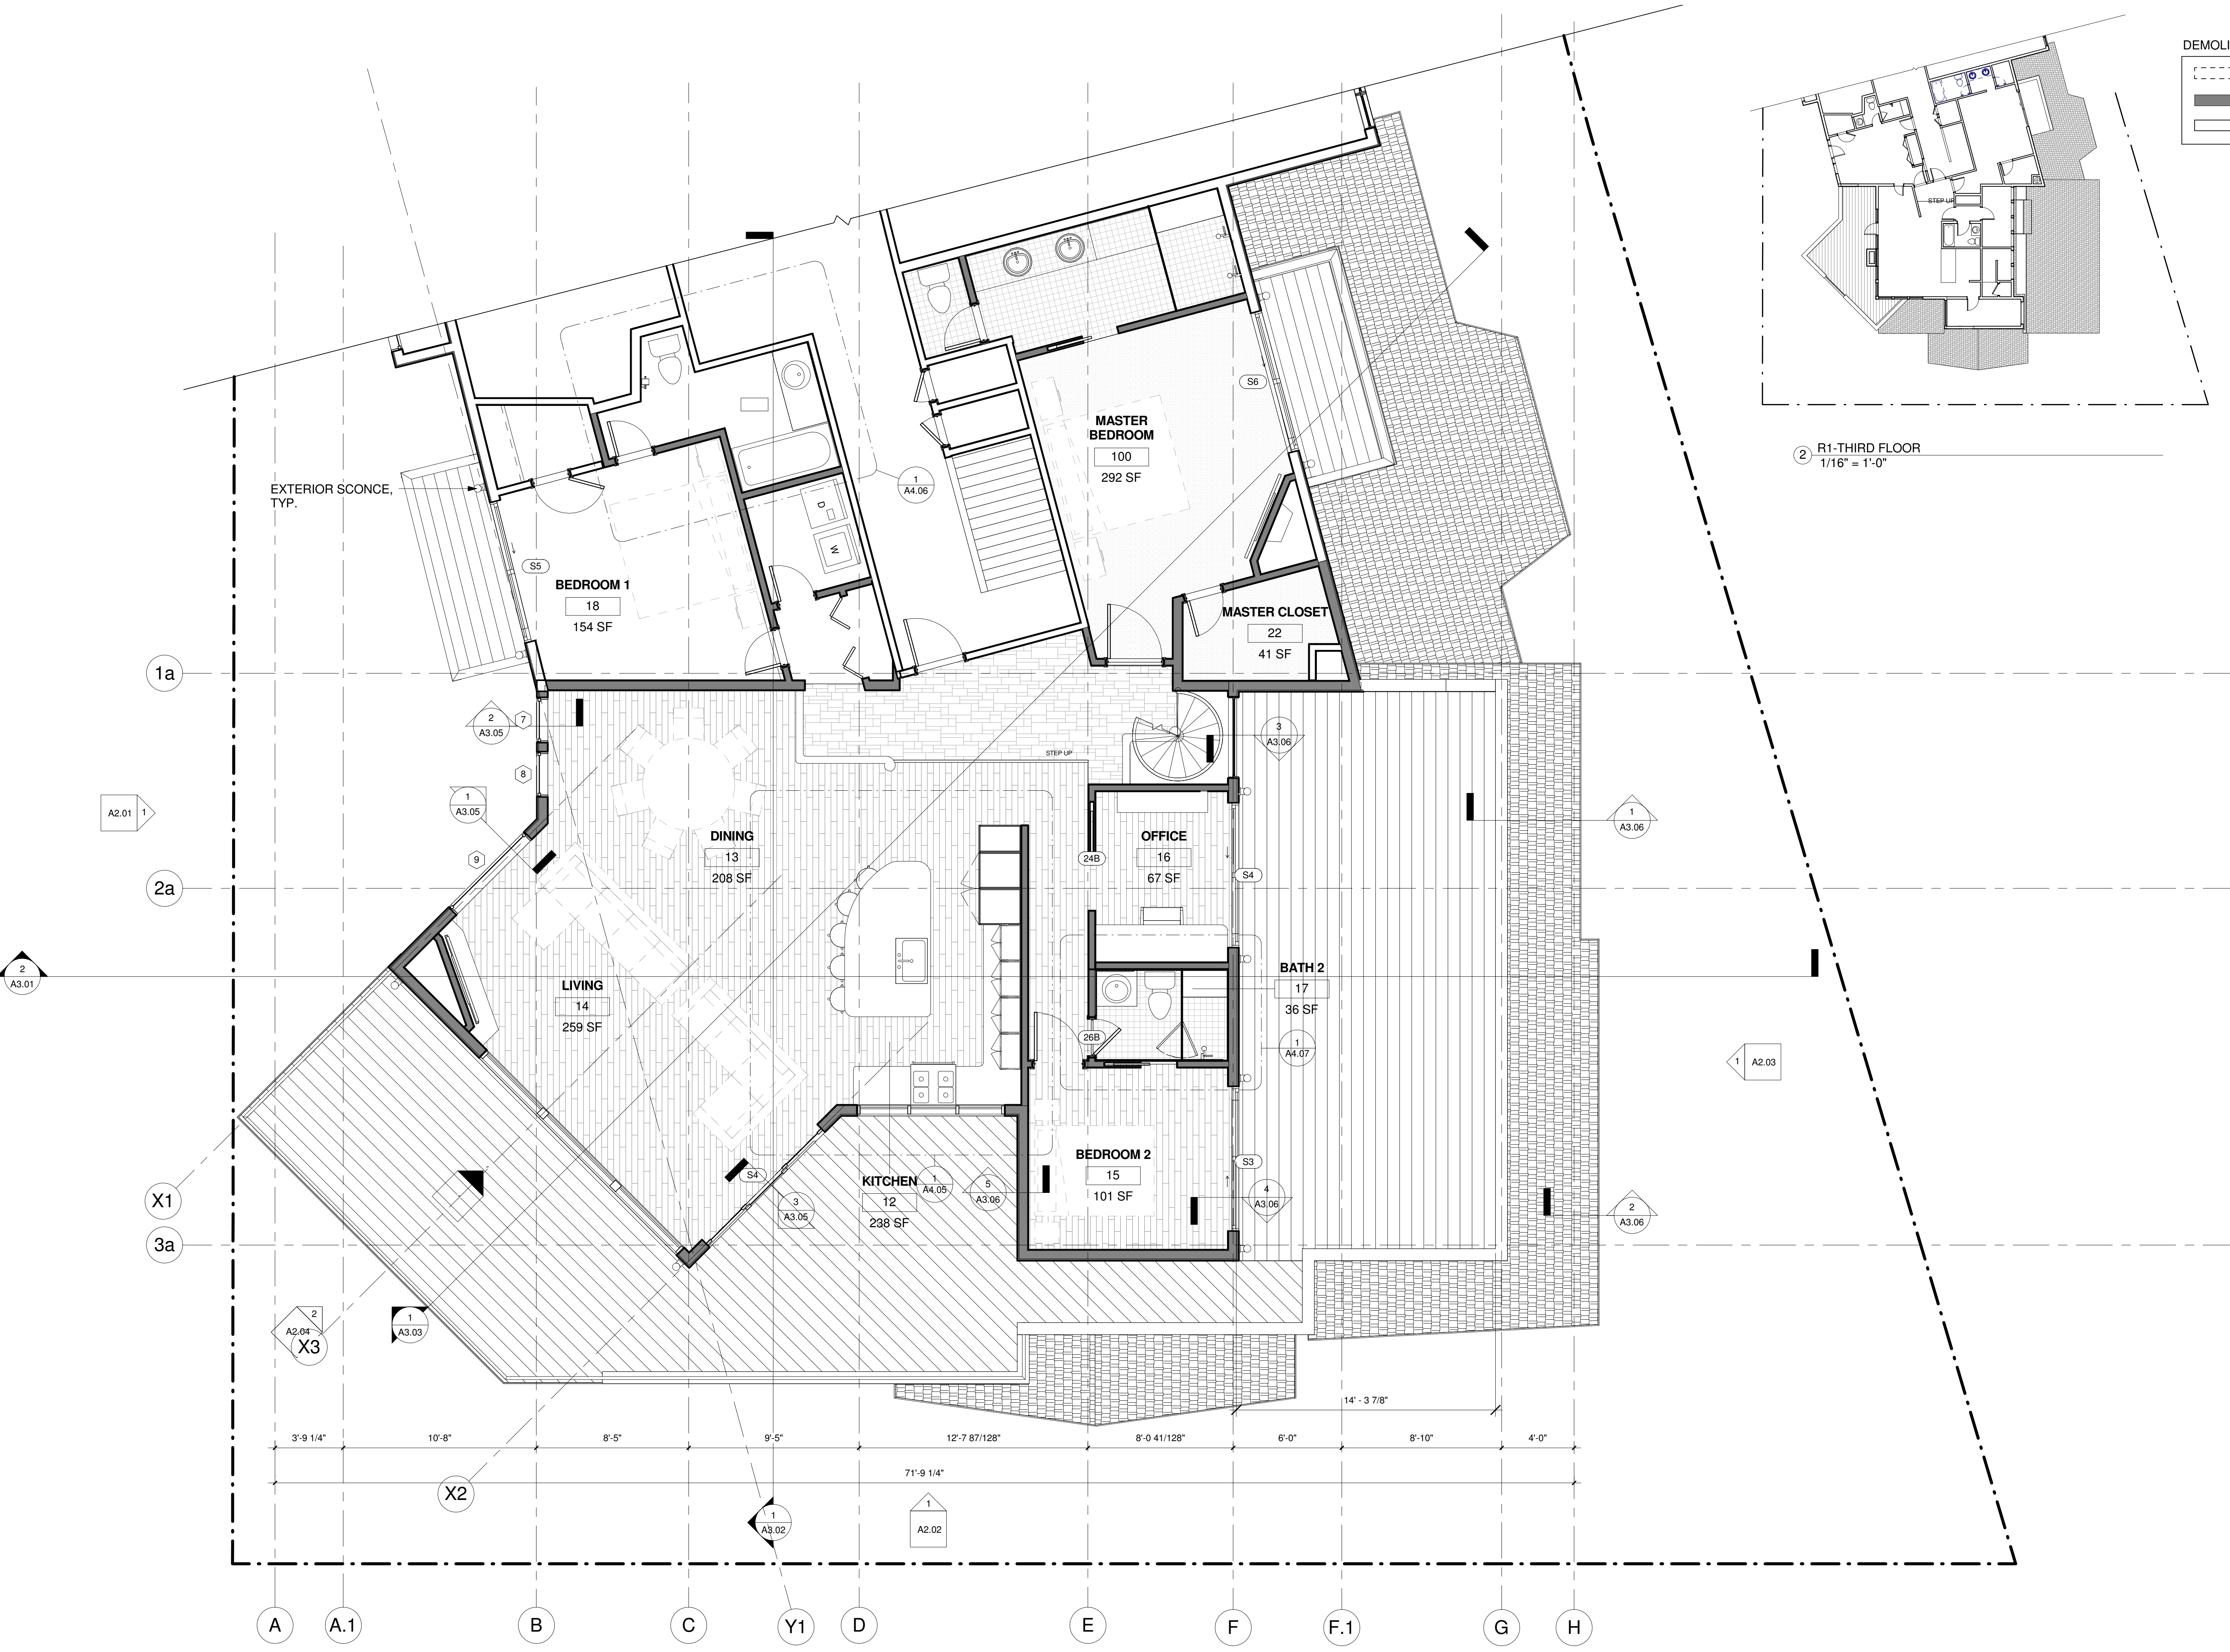 DEMOLI
STEP UP
2
R1-THIRD FLOOR
1/16" = 1'-0"
EXTERIOR SCONCE,
TYP.
1
A4.06
S6
MASTER
BEDROOM
100
292 SF
D
W
S5
BEDROOM 1
18
154 SF
MASTER CLOSET
22
41 SF
1a
2
A3.05
7
8
STEP UP
3
A3.06
A2.01
1
1
A3.05
9
DINING
13
208 SF
24B
OFFICE
16
67 SF
S4
1
A3.06
2a
2
A3.01
LIVING
14
259 SF
BATH 2
17
36 SF
26B
1
A4.07
1
A2.03
X1
S4
KITCHEN
12
238 SF
1
A4.05
5
A3.06
3
A3.05
BEDROOM 2
15
101 SF
S3
4
A3.06
2
A3.06
3a
2
A2.04
X3
1
A3.03
14' - 3 7/8"
3'-9 1/4"
10'-8"
8'-5"
9'-5"
12'-7 87/128"
8'-0 41/128"
6'-0"
8'-10"
4'-0"
71'-9 1/4"
X2
1
A3.02
1
A2.02
A
A.1
B
C
Y1
D
E
F
F.1
G
H